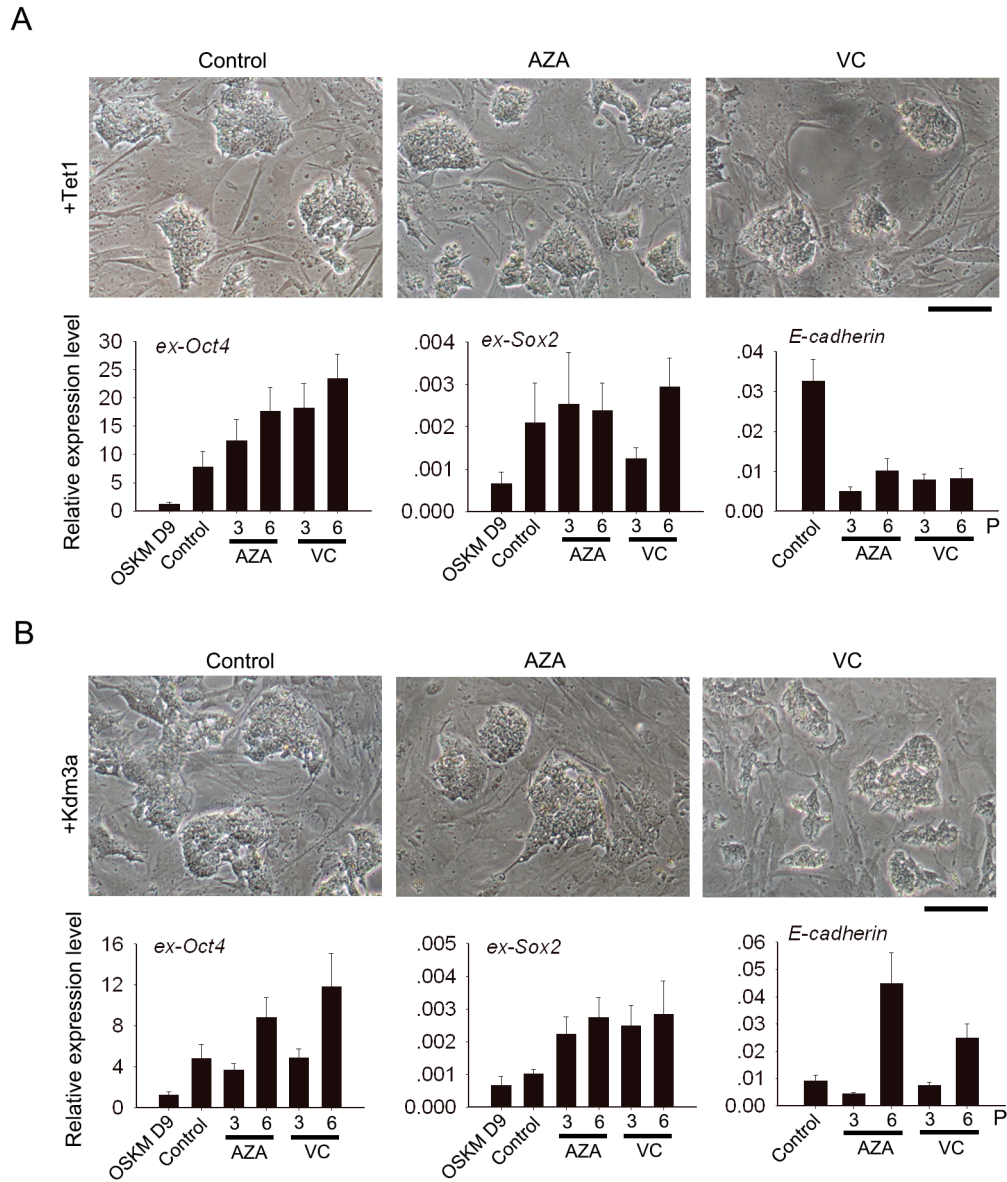 A
Control AZA VC
+Tet1
Relative expression level
ex-Oct4
30
25
20
15
10
5
0
OSKM D9 Control 3 6 3 6
AZA VC
ex-Sox2
.004
.003
.002
.001
0.000
OSKM D9 Control 3 6 3 6
AZA VC
E-cadherin
.04
.03
.02
.01
0.00
Control 3 6 3 6 P
AZA VC
B
Control AZA VC
+Kdm3a
Relative expression level
ex-Oct4
16
12
8
4
0
OSKM D9 Control 3 6 3 6
AZA VC
ex-Sox2
.005
.004
.003
.002
.001
0.000
OSKM D9 Control 3 6 3 6
AZA VC
E-cadherin
.06
.05
.04
.03
.02
.01
0.00
Control 3 6 3 6 P
AZA VC